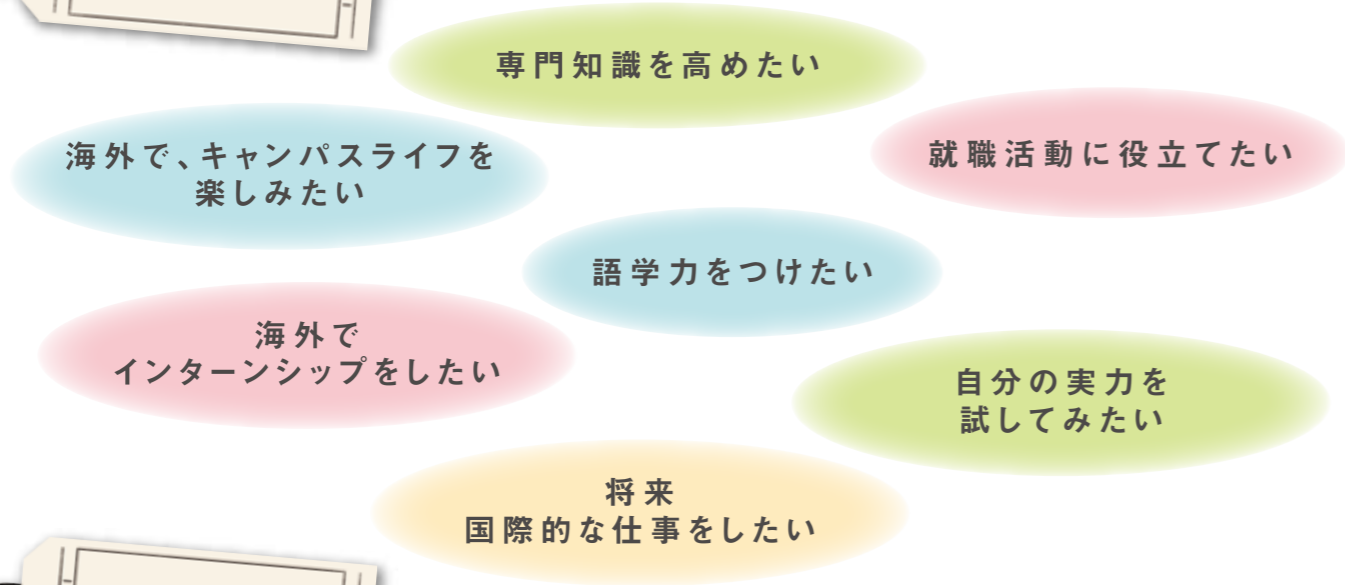 専門知識を高めたい
海外で、キャンパスライフを
楽しみたい
就職活動に役立てたい
語学力をつけたい
海外で
インターンシップをしたい
自分の実力を
試してみたい
将来
国際的な仕事をしたい